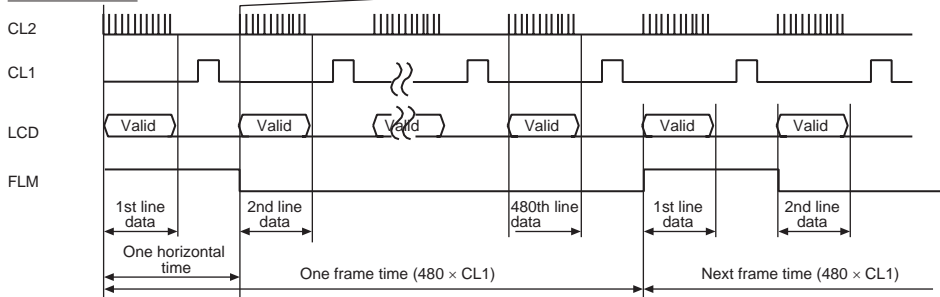 CL2
CL1
LCD
Valid
Valid
Valid
Valid
Valid
Valid
FLM
1st line
data
2nd line
data
480th line
data
1st line
data
2nd line
data
One horizontal
time
One frame time (480 × CL1)
Next frame time (480 × CL1)